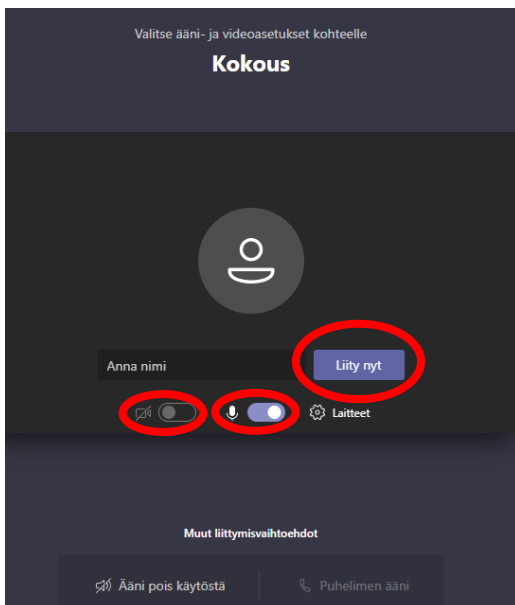 Valitse ääni- ja videoasetukset kohteelle
Kokous
Anna nimi
Liity nyt
Laitteet
Muut liittymisvaihtoehdot
Ääni pois käytöstä
Puhelimen ääni